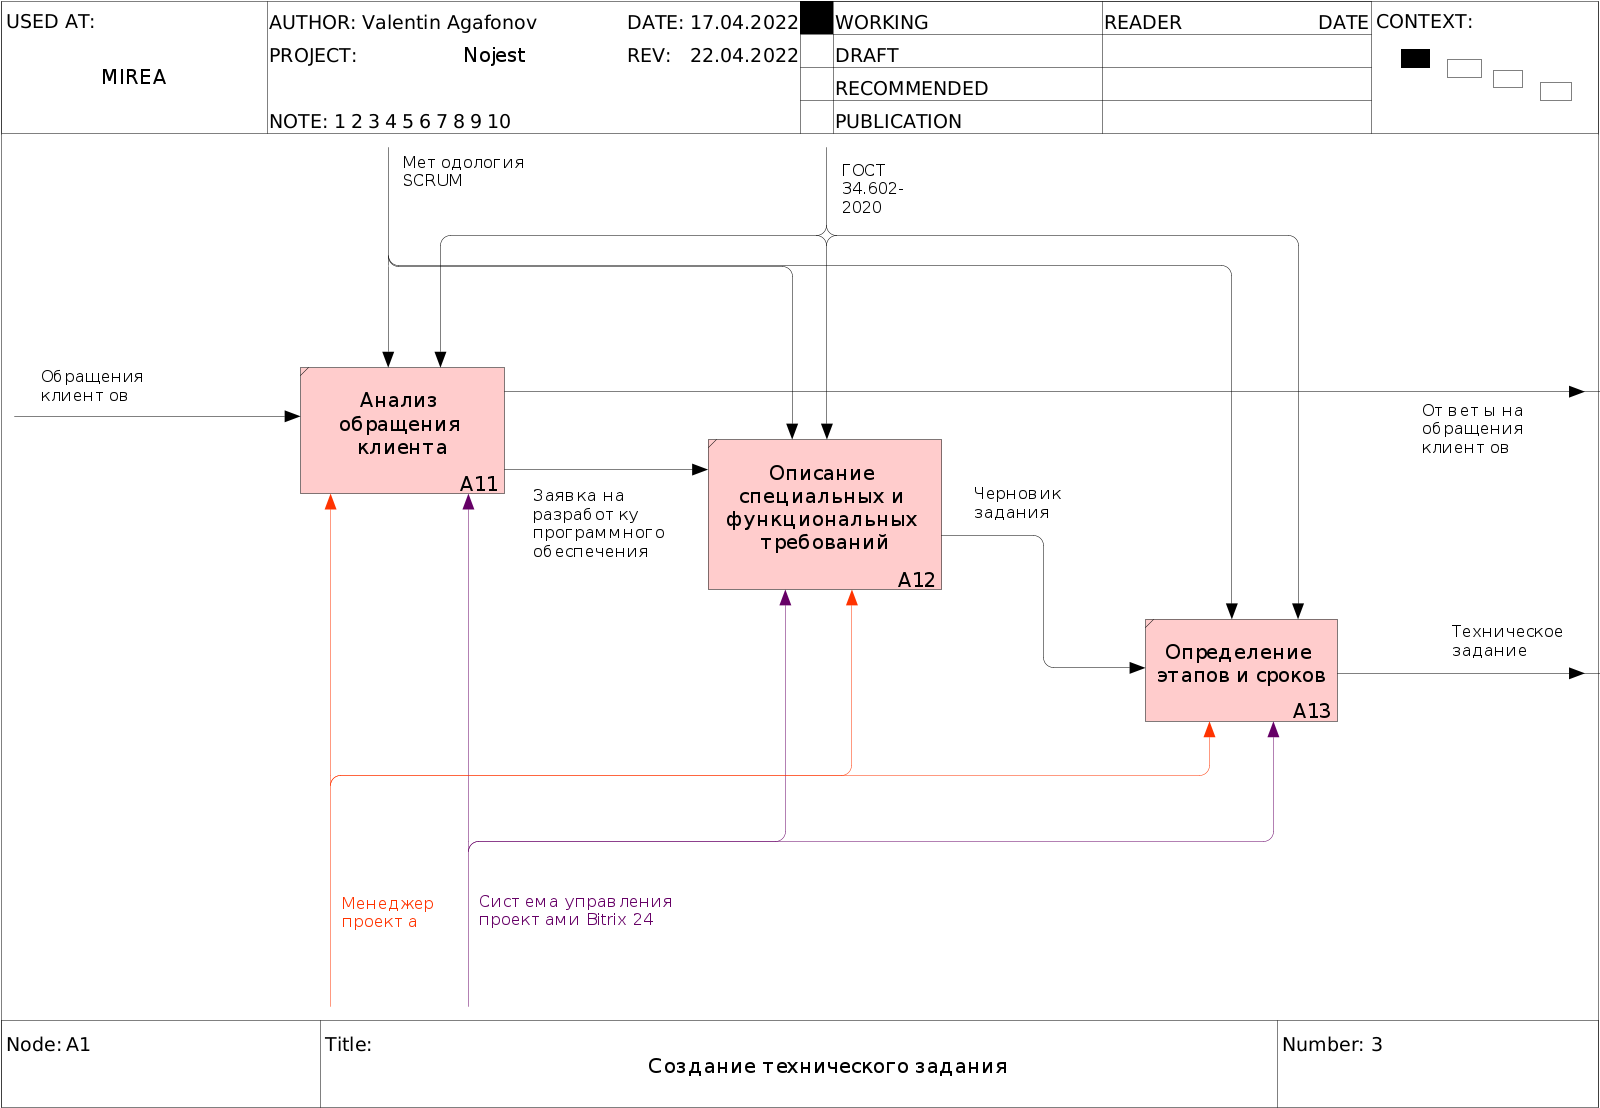 USED AT:
MIREA
AUTHOR: Valentin Agafonov
DATE: 17.04.2022
PROJECT: Nojest
REV: 22.04.2022
NOTE: 1 2 3 4 5 6 7 8 9 10
WORKING
DRAFT
RECOMMENDED
PUBLICATION
READER
DATE
CONTEXT:
Методология
SCRUM
ГОСТ
34.602-
2020
Обращения
клиентов
Анализ
обращения
клиента
A11
Ответы на
обращения
клиентов
Заявка на
разработку
программного
обеспечения
Описание
специальных и
функциональных
требований
A12
Черновик
задания
Определение
этапов и сроков
A13
Техническое
задание
Менеджер
проекта
Система управления
проектами Bitrix 24
Node: A1
Title:
Создание технического задания
Number: 3